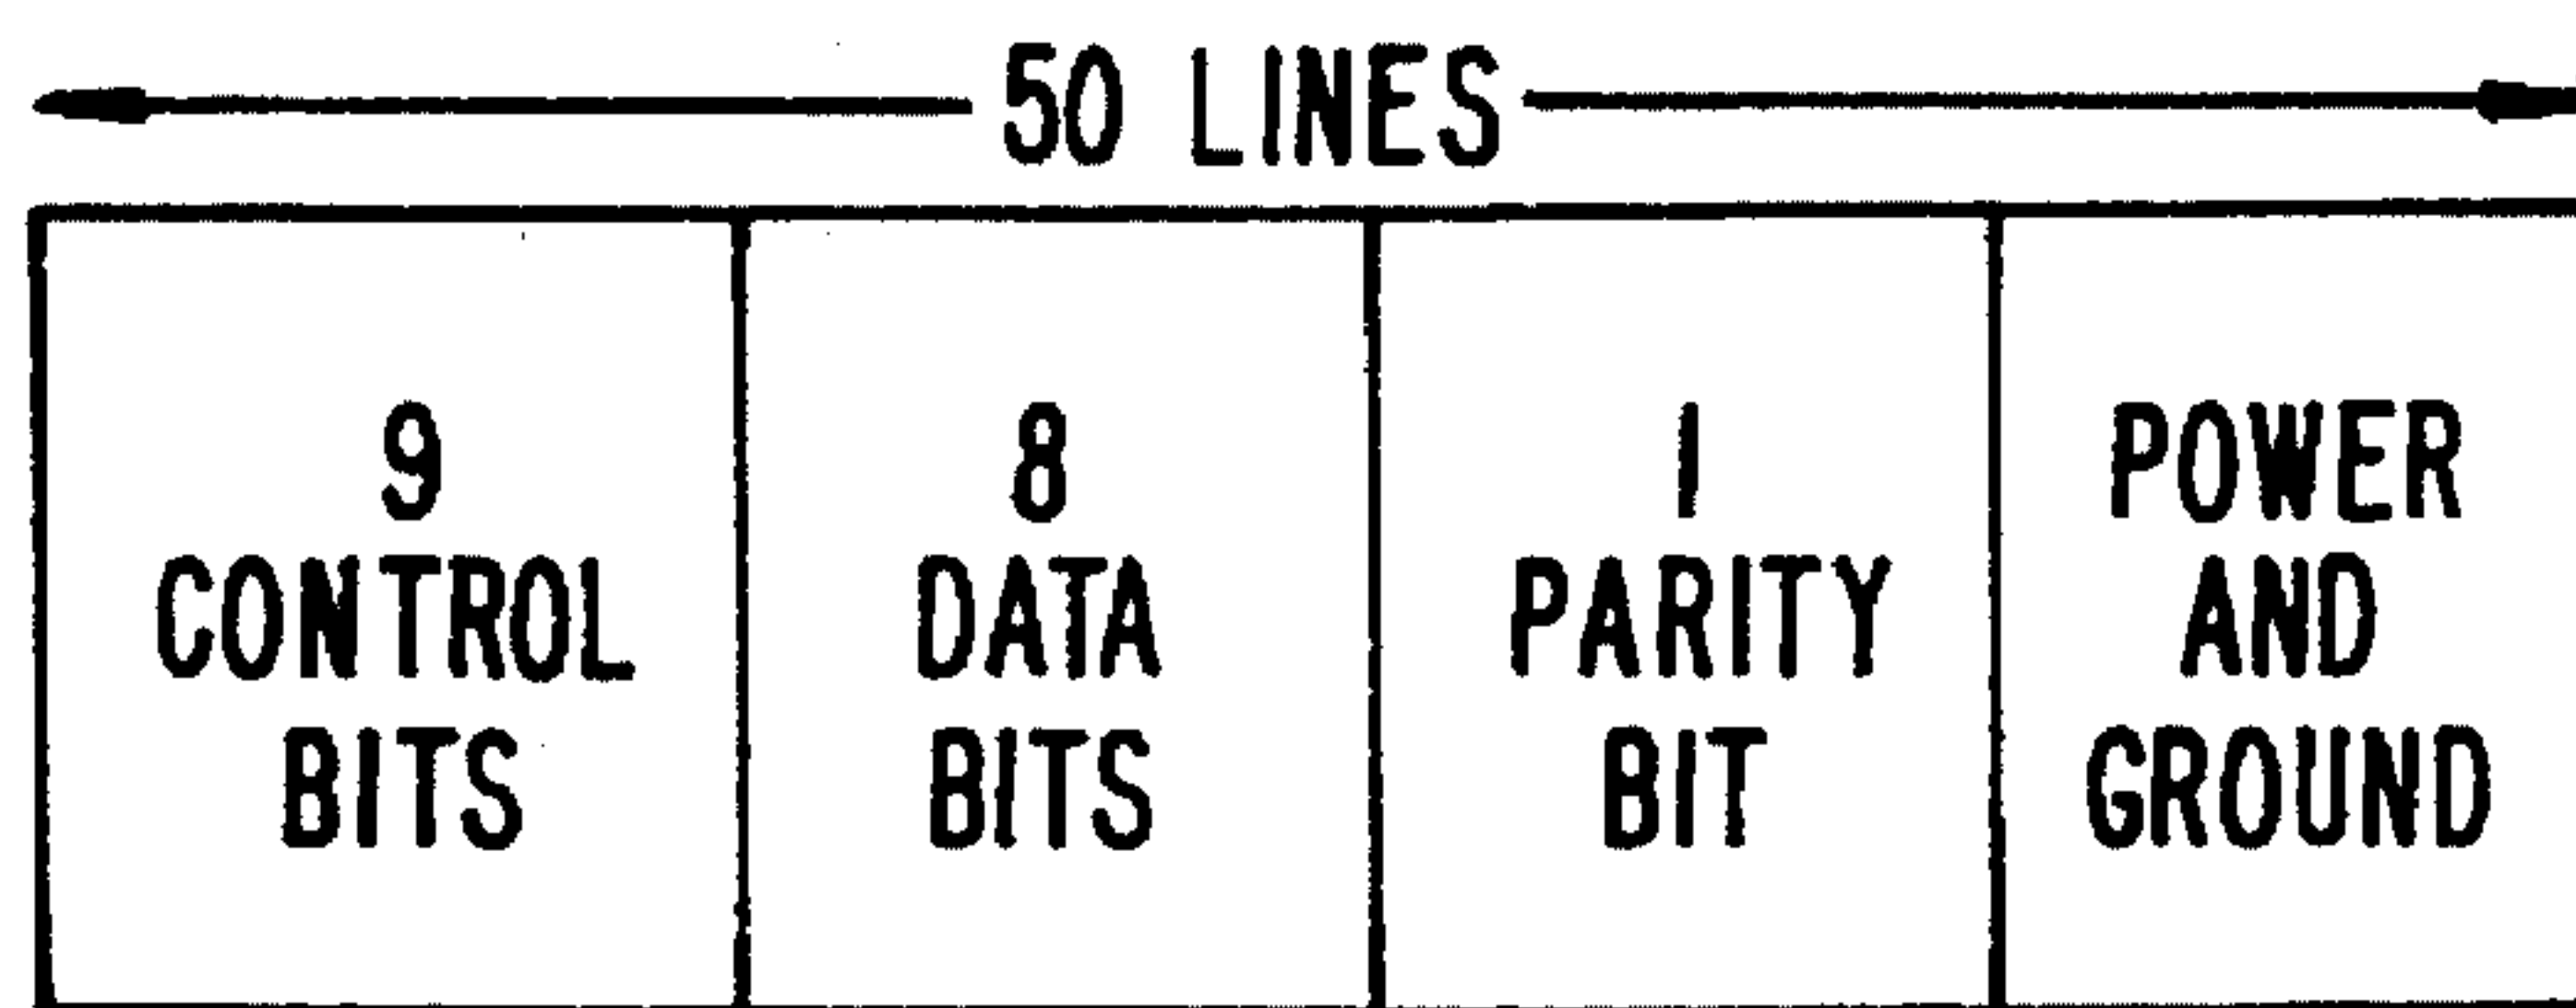 50 LINES
9
CONTROL
BITS
8
DATA
BITS
1
PARITY
BIT
POWER
AND
GROUND